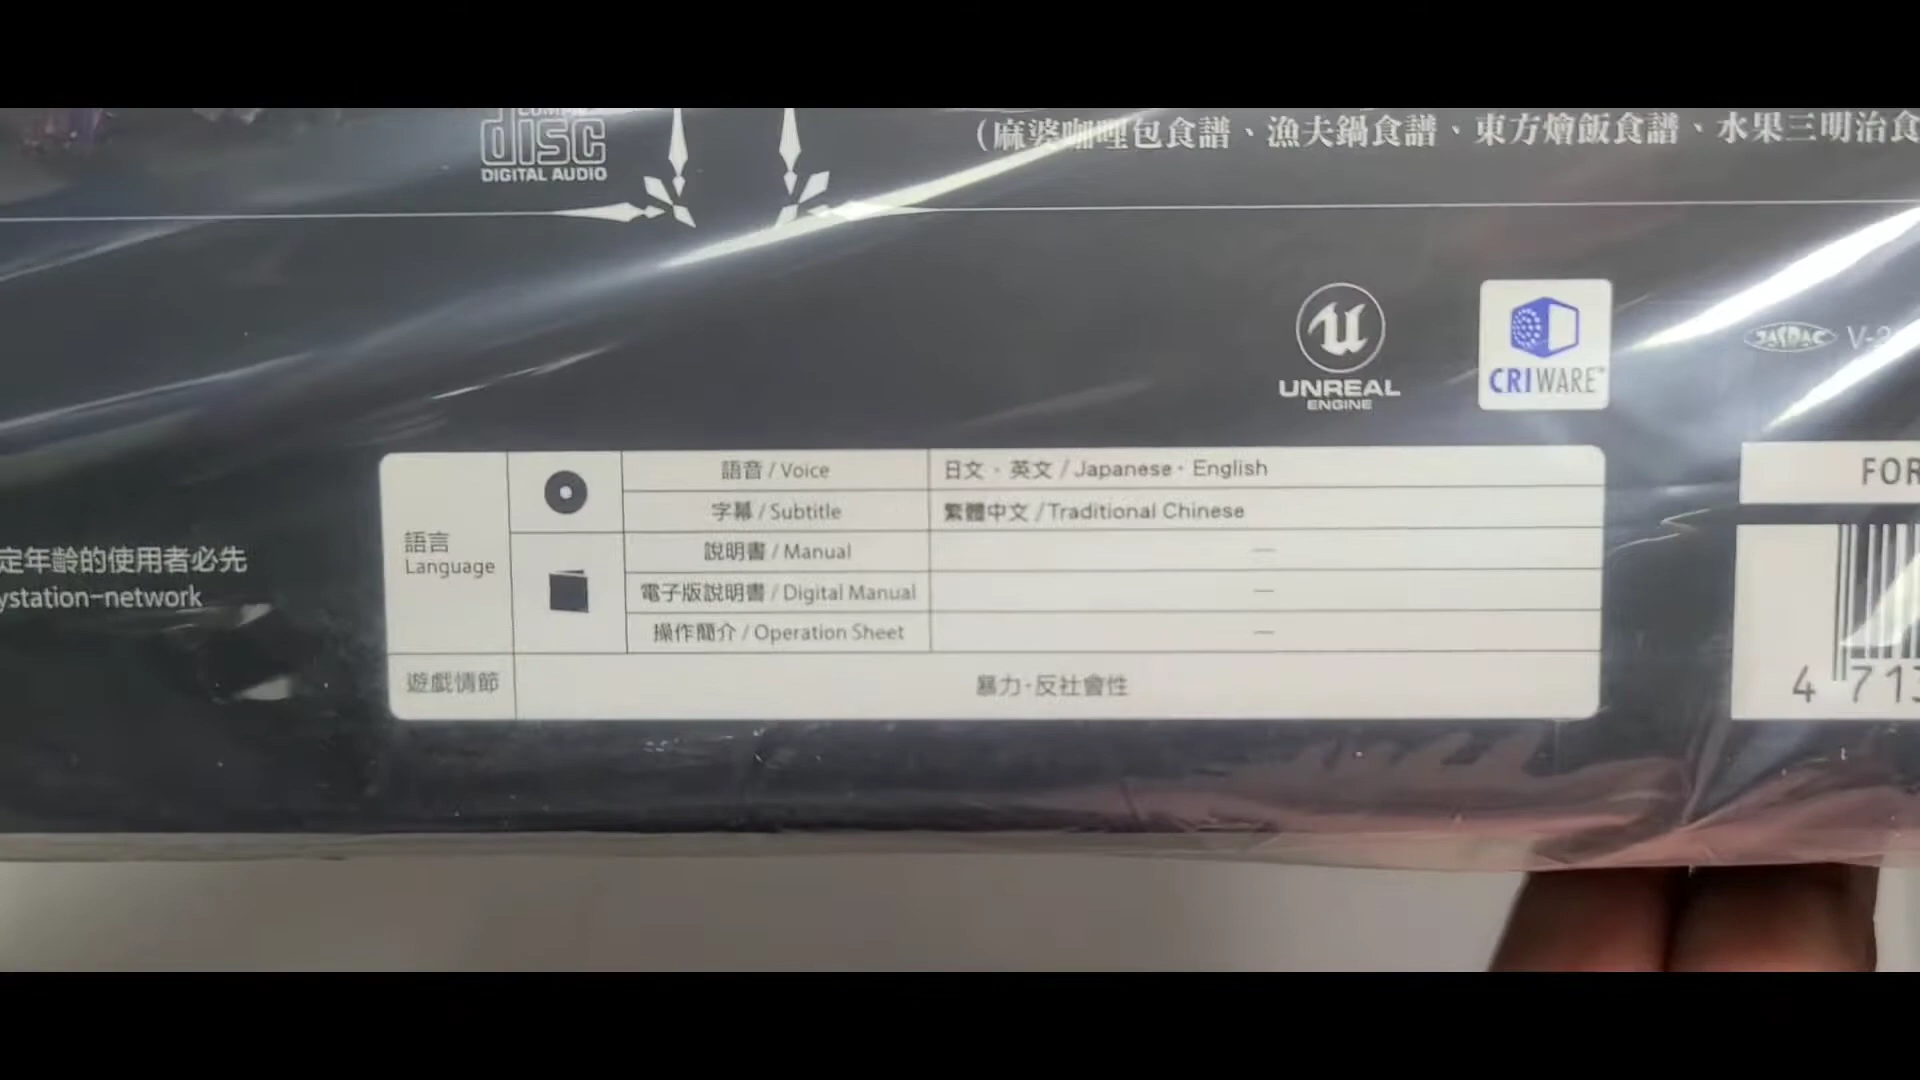 disc
DIGITAL AUDIO
(麻婆咖哩包食譜、漁夫鍋食譜、東方燴飯食譜、水果三明治食
UNREAL
ENGINE
CRIWARE
JASRAC V-2
語言
Language
語音 / Voice
日文・英文 / Japanese・English
字幕 / Subtitle
繁體中文 / Traditional Chinese
說明書 / Manual
—
電子版說明書 / Digital Manual
—
操作簡介 / Operation Sheet
—
遊戲情節
暴力・反社會性
定年齡的使用者必先
ystation-network
FOR
4 713